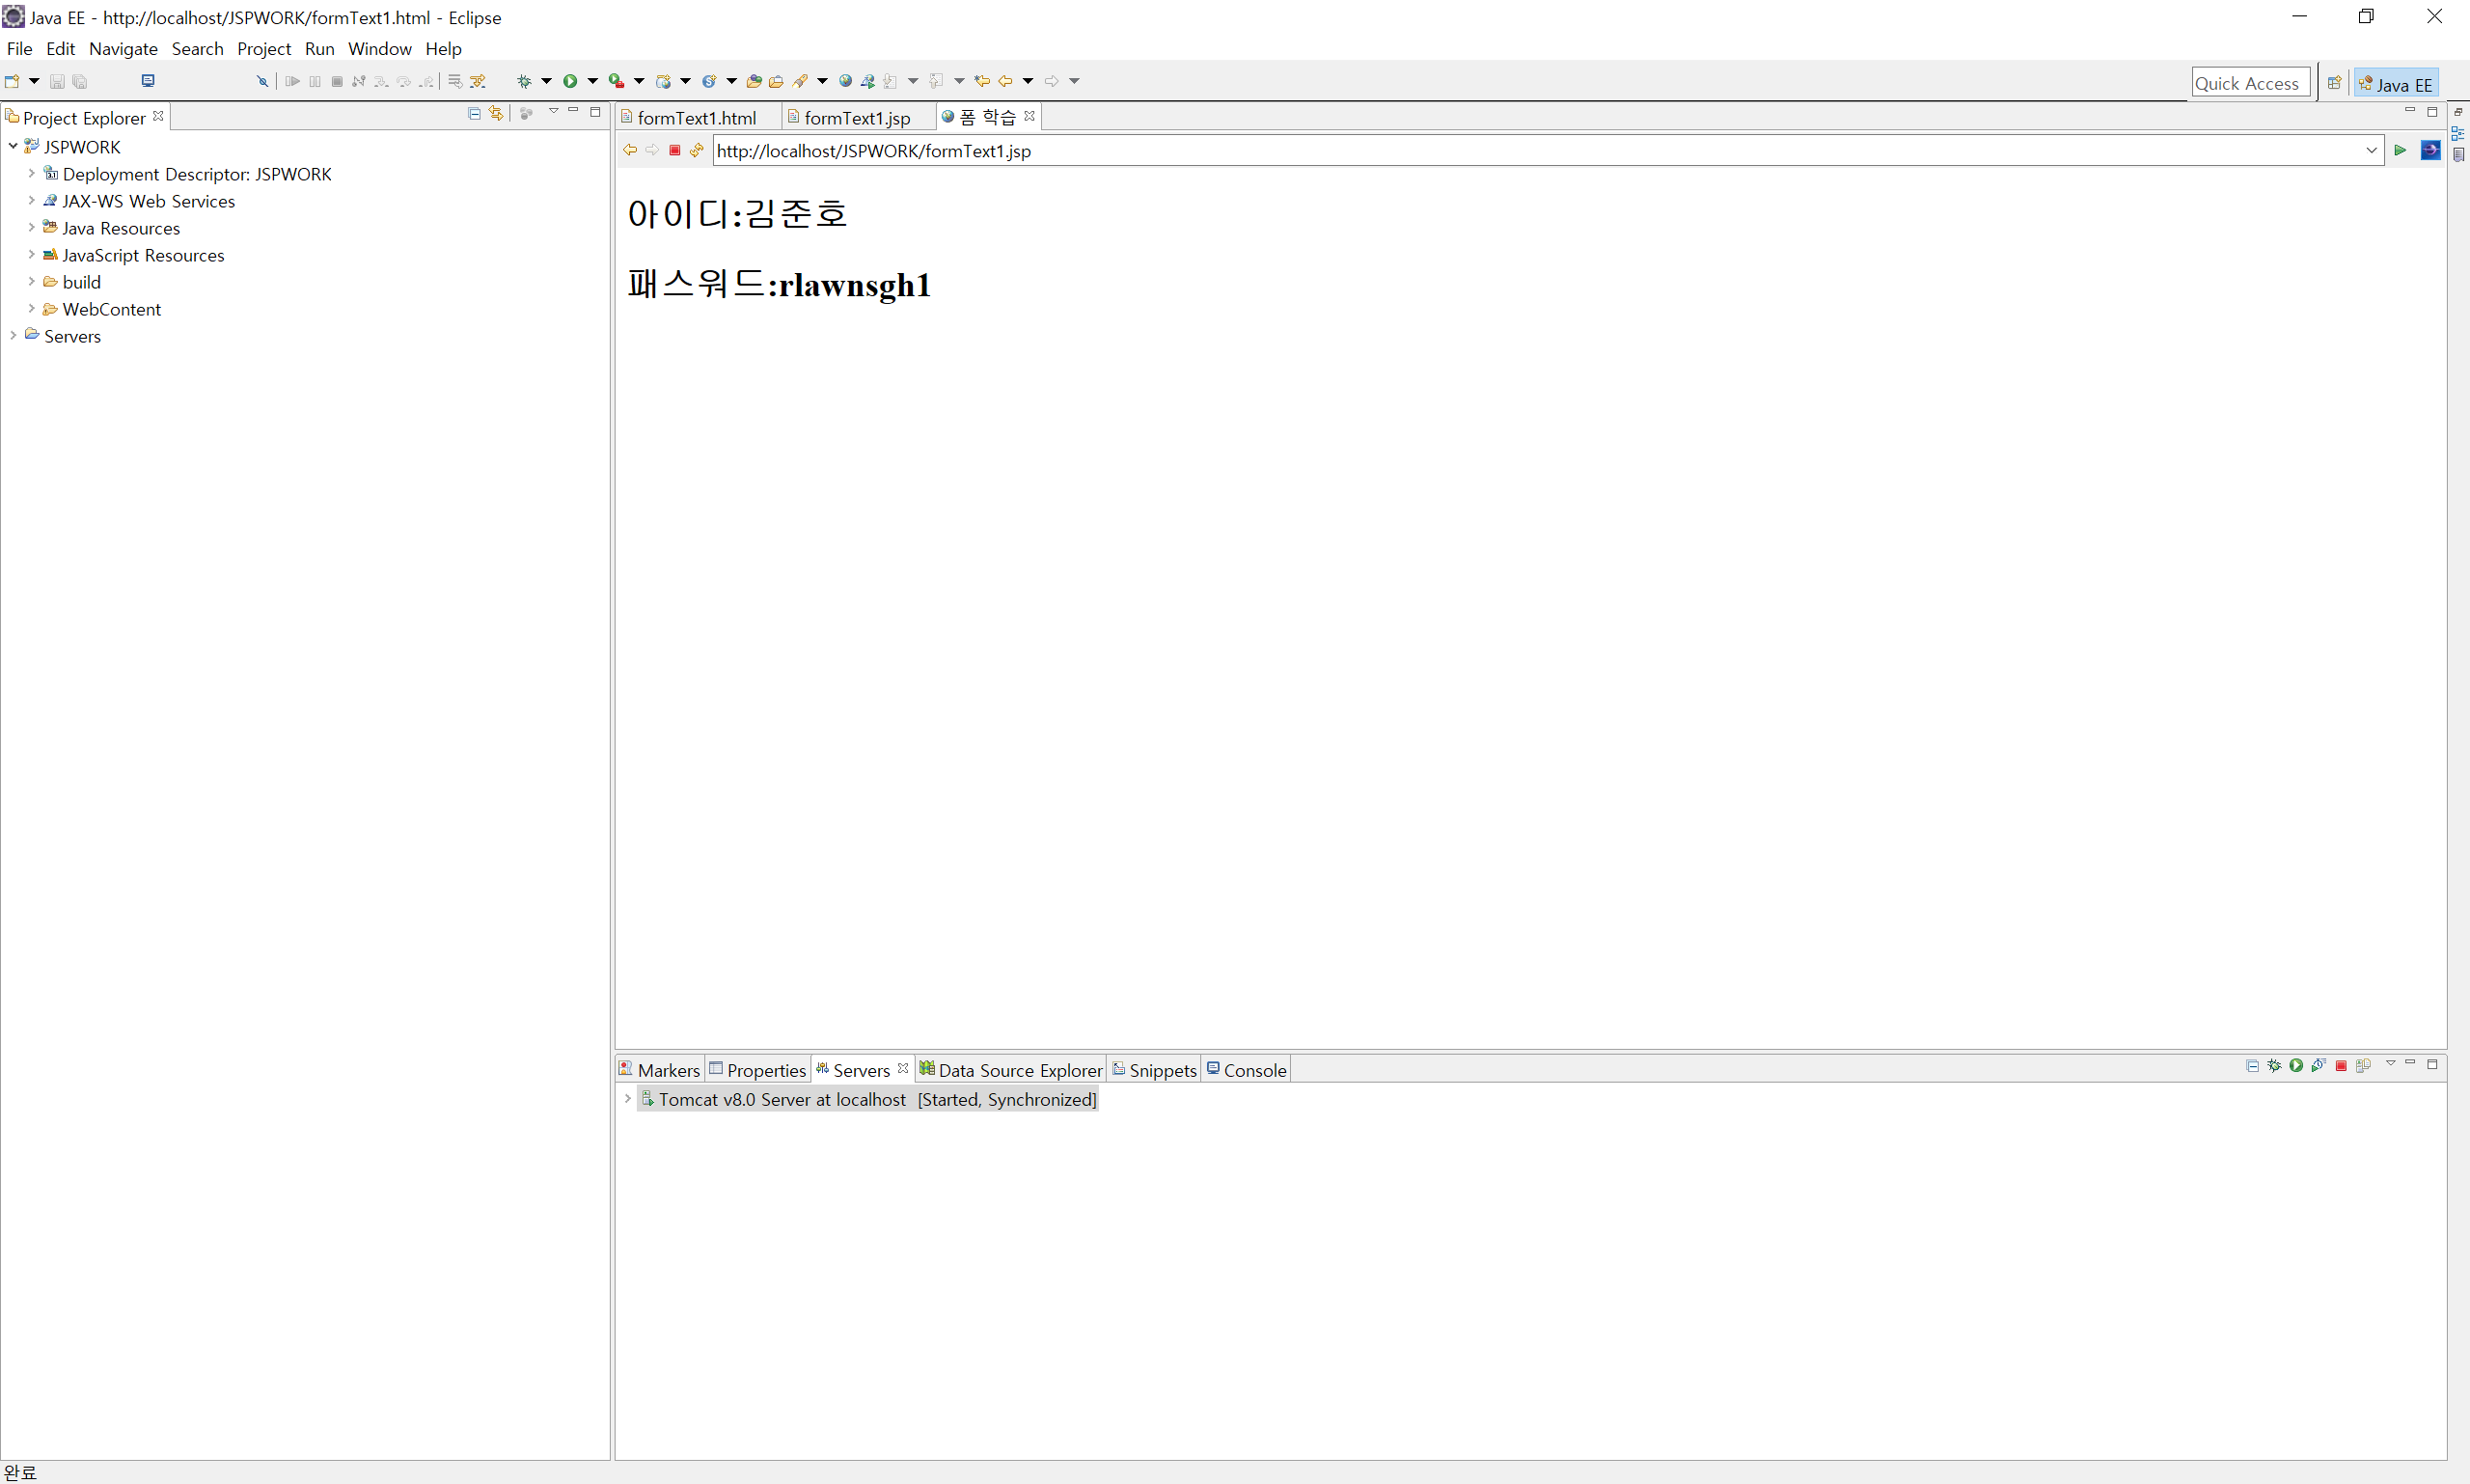 Java EE - http://localhost/JSPWORK/formText1.html - Eclipse
File Edit Navigate Search Project Run Window Help
Quick Access
Java EE
Project Explorer
JSPWORK
Deployment Descriptor: JSPWORK
JAX-WS Web Services
Java Resources
JavaScript Resources
build
WebContent
Servers
formText1.html formText1.jsp 폼 학습
http://localhost/JSPWORK/formText1.jsp
아이디:김준호
패스워드:rlawnsgh1
Markers Properties Servers Data Source Explorer Snippets Console
Tomcat v8.0 Server at localhost [Started, Synchronized]
완료